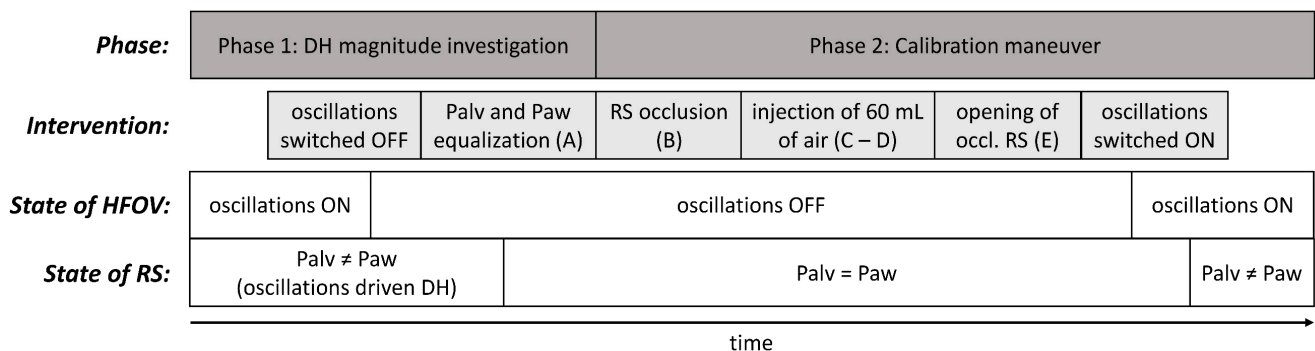 Phase:
Phase 1: DH magnitude investigation
Phase 2: Calibration maneuver
Intervention:
oscillations
switched OFF
Palv and Paw
equalization (A)
RS occlusion
(B)
injection of 60 mL
of air (C – D)
opening of
occl. RS (E)
oscillations
switched ON
State of HFOV:
oscillations ON
oscillations OFF
oscillations ON
State of RS:
Palv ≠ Paw
(oscillations driven DH)
Palv = Paw
Palv ≠ Paw
time